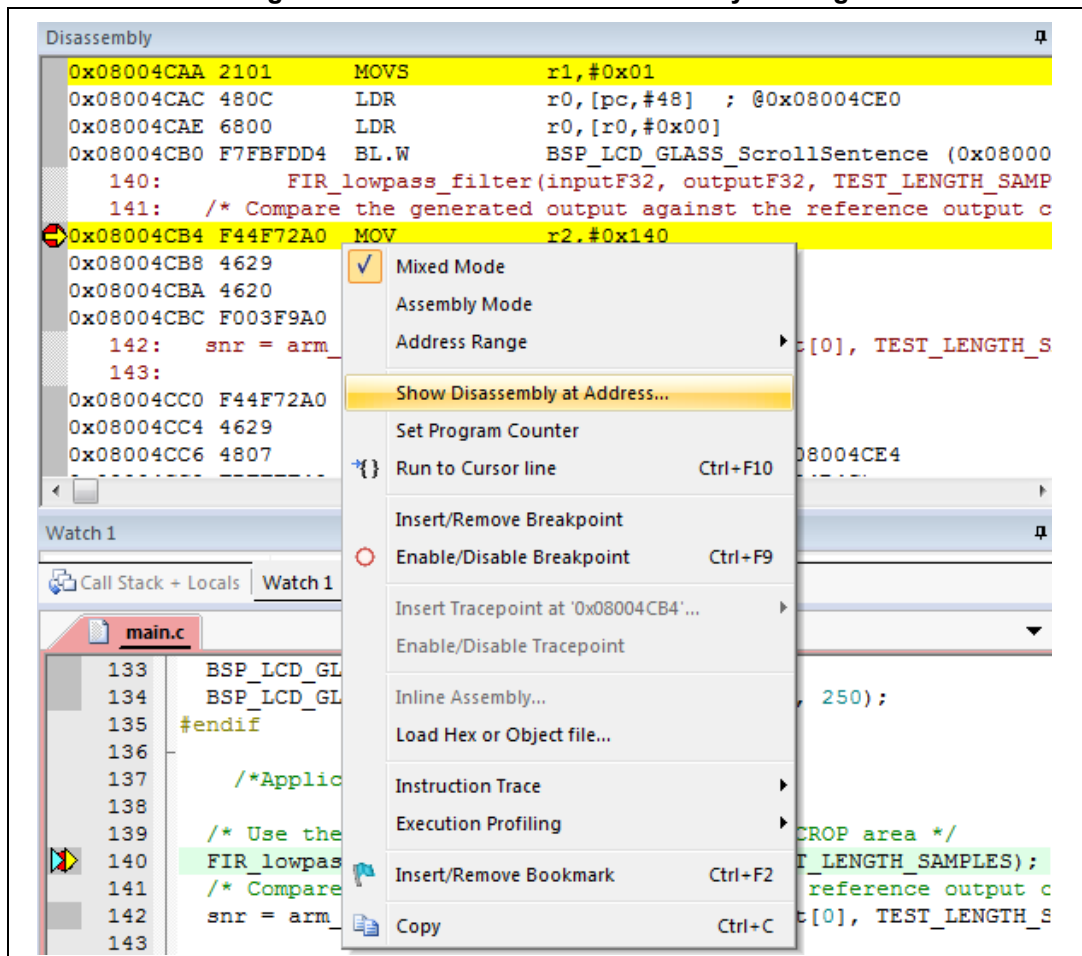 Disassembly
0x08004CAA 2101 MOVS r1,#0x01
0x08004CAC 480C LDR r0,[pc,#48] ; @0x08004CE0
0x08004CAE 6800 LDR r0,[r0,#0x00]
0x08004CB0 F7FBFDD4 BL.W BSP_LCD_GLASS_ScrollSentence (0x08000
140: FIR_lowpass_filter(inputF32, outputF32, TEST_LENGTH_SAMP
141: /* Compare the generated output against the reference output c
0x08004CB4 F44F72A0 MOV r2,#0x140
0x08004CB8 4629
0x08004CBA 4620
0x08004CBC F003F9A0
142: snr = arm_ t[0], TEST_LENGTH_S
143:
0x08004CC0 F44F72A0
0x08004CC4 4629
0x08004CC6 4807 08004CE4
Mixed Mode
Assembly Mode
Address Range
Show Disassembly at Address...
Set Program Counter
Run to Cursor line Ctrl+F10
Insert/Remove Breakpoint
Enable/Disable Breakpoint Ctrl+F9
Insert Tracepoint at '0x08004CB4'...
Enable/Disable Tracepoint
Inline Assembly...
Load Hex or Object file...
Instruction Trace
Execution Profiling
Insert/Remove Bookmark Ctrl+F2
Copy Ctrl+C
Watch 1
Call Stack + Locals Watch 1
main.c
133 BSP_LCD_GL
134 BSP_LCD_GL , 250);
135 #endif
136
137 /*Applic
138
139 /* Use the CROP area */
140 FIR_lowpas T_LENGTH_SAMPLES);
141 /* Compare reference output c
142 snr = arm_ t[0], TEST_LENGTH_S
143